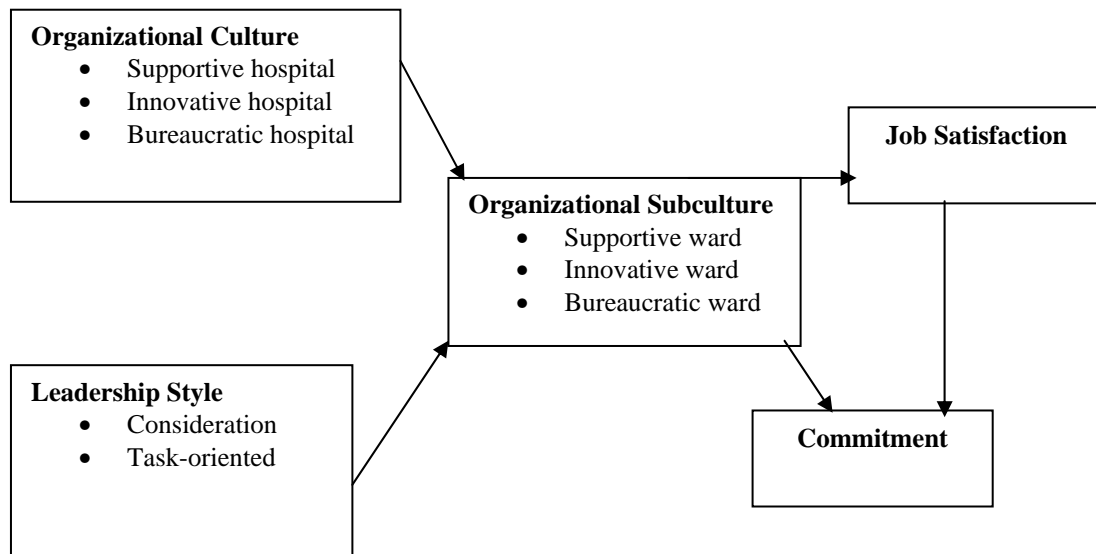 Organizational Culture
• Supportive hospital
• Innovative hospital
• Bureaucratic hospital
Job Satisfaction
Organizational Subculture
• Supportive ward
• Innovative ward
• Bureaucratic ward
Leadership Style
• Consideration
• Task-oriented
Commitment